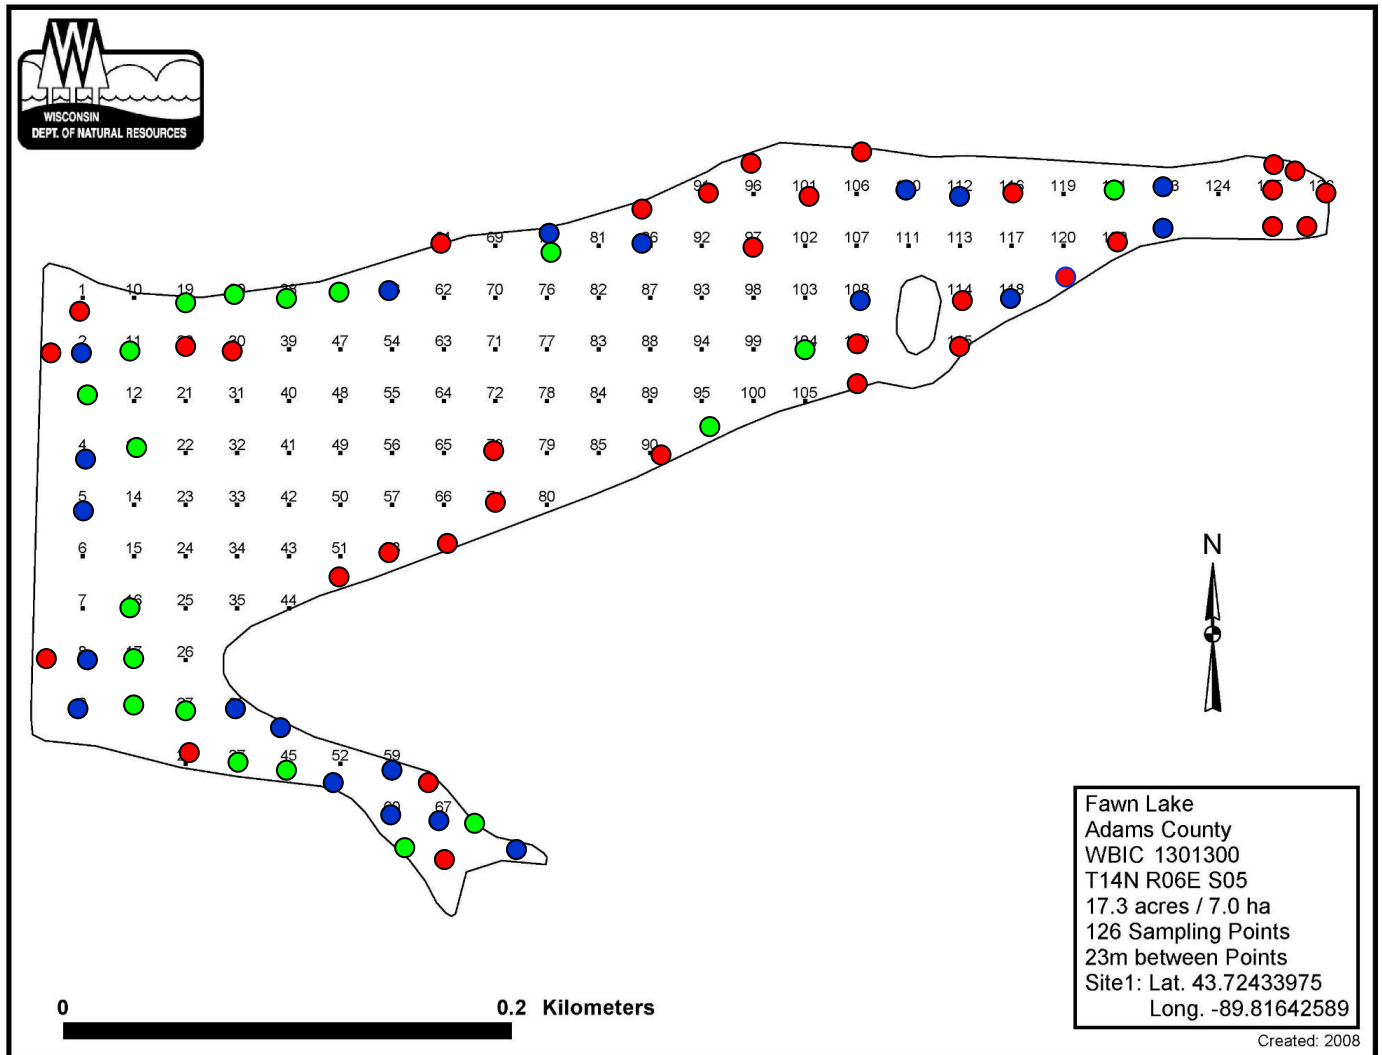 W
WISCONSIN
DEPT. OF NATURAL RESOURCES
96 106 119 124
69 81 92 102 107 111 113 117 120
1 10 19 62 70 76 82 87 93 98 103
2 39 47 54 63 71 77 83 88 94 99
12 21 31 40 48 55 64 72 78 84 89 95 100 105
4 22 32 41 49 56 65 79 85 90
5 14 23 33 42 50 57 66 80
6 15 24 34 43 51
7 25 35 44
26
45 52 59
67
N
Fawn Lake
Adams County
WBIC 1301300
T14N R06E S05
17.3 acres / 7.0 ha
126 Sampling Points
23m between Points
Site1: Lat. 43.72433975
Long. -89.81642589
0 0.2 Kilometers
Created: 2008